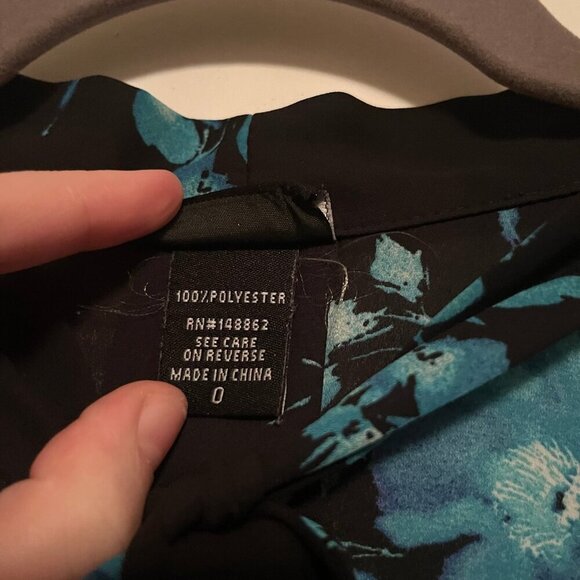 100% POLYESTER
RN#148862
SEE CARE
ON REVERSE
MADE IN CHINA
0